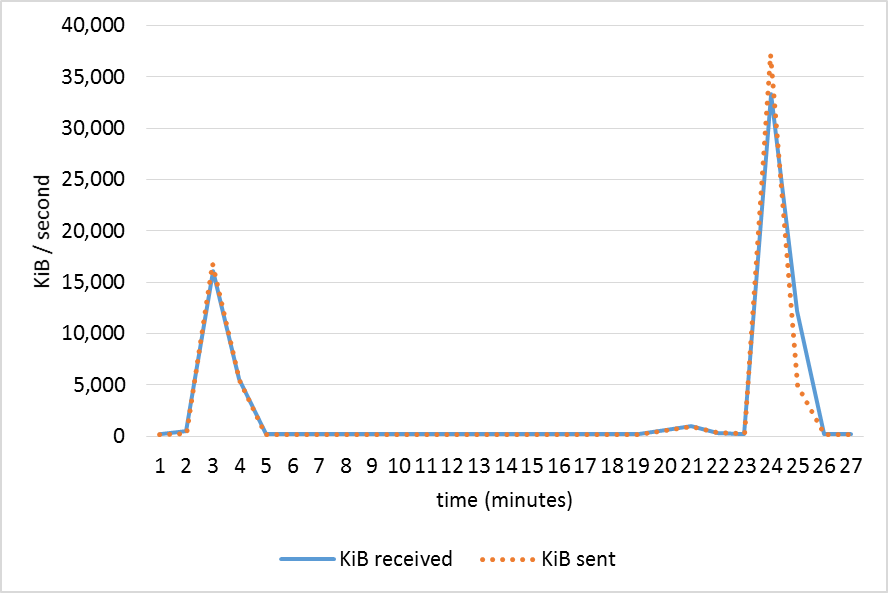 40,000
35,000
30,000
25,000
20,000
15,000
10,000
5,000
0
KiB / second
1 2 3 4 5 6 7 8 9 10 11 12 13 14 15 16 17 18 19 20 21 22 23 24 25 26 27
time (minutes)
KiB received KiB sent